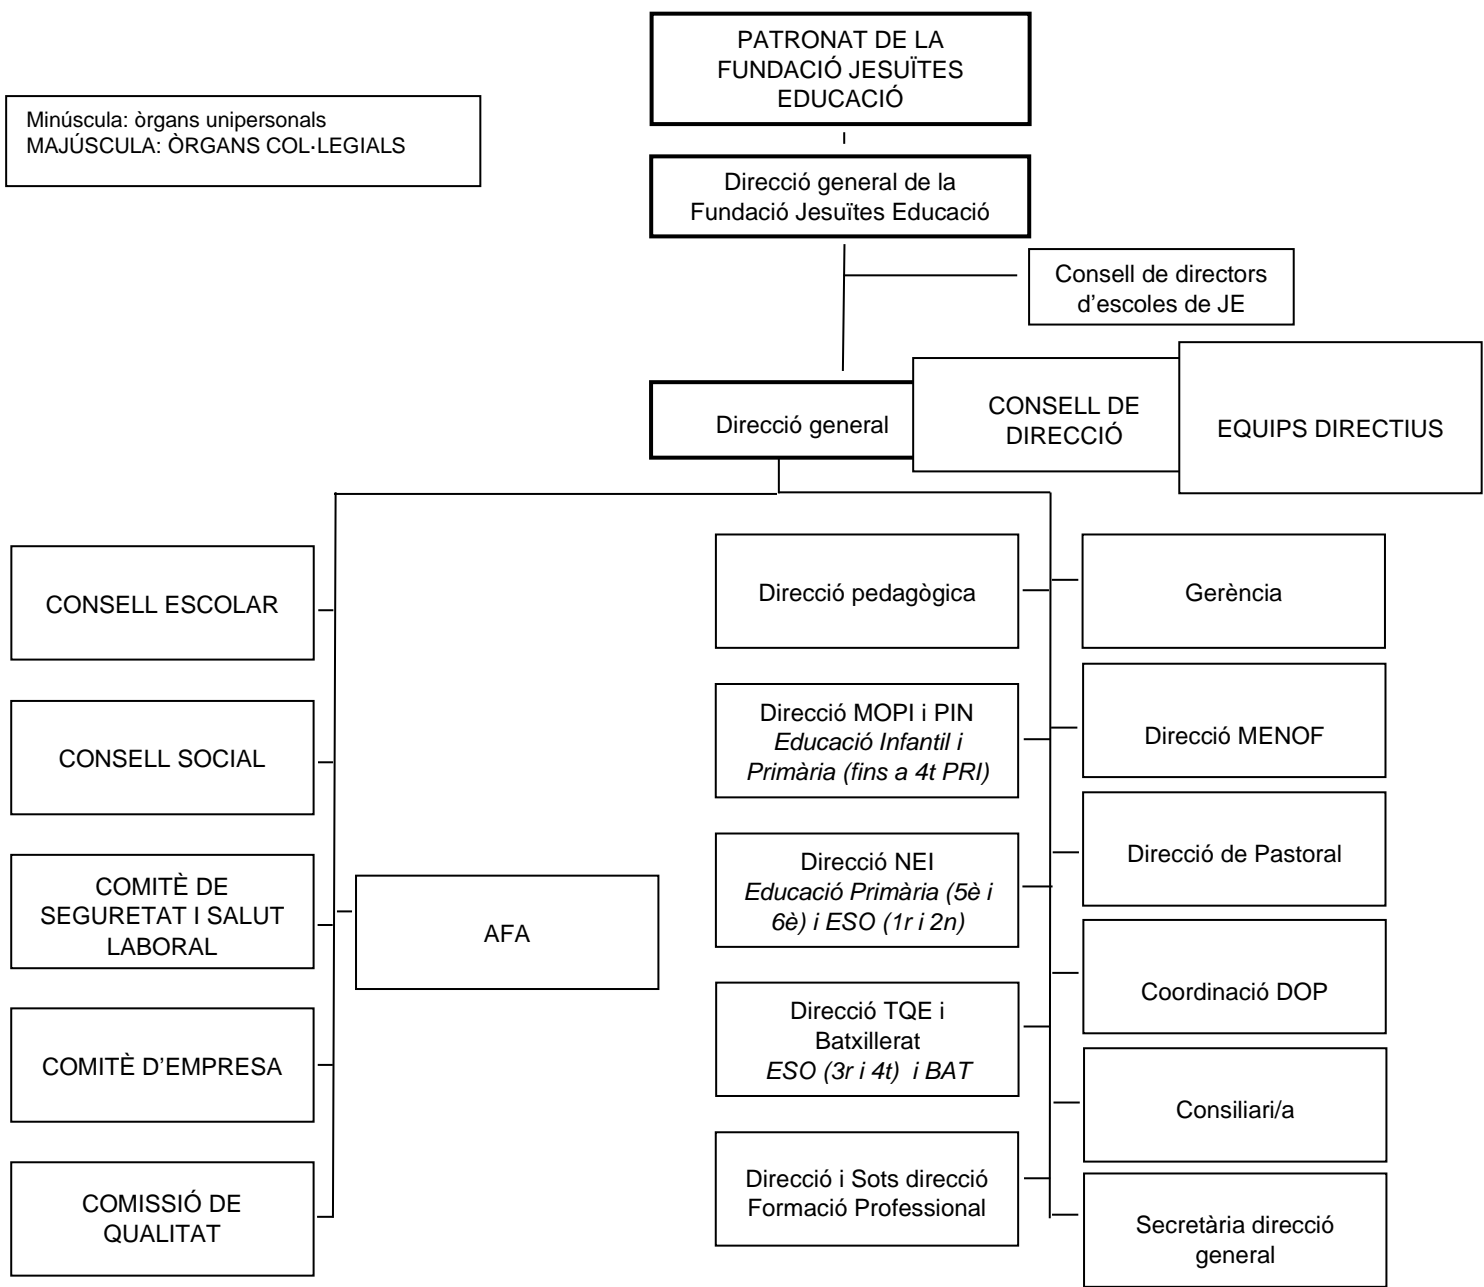 PATRONAT DE LA
FUNDACIÓ JESUÏTES
EDUCACIÓ
Minúscula: òrgans unipersonals
MAJÚSCULA: ÒRGANS COL·LEGIALS
Direcció general de la
Fundació Jesuïtes Educació
Consell de directors
d'escoles de JE
Direcció general
CONSELL DE
DIRECCIÓ
EQUIPS DIRECTIUS
CONSELL ESCOLAR
CONSELL SOCIAL
COMITÈ DE
SEGURETAT I SALUT
LABORAL
COMITÈ D'EMPRESA
COMISSIÓ DE
QUALITAT
AFA
Direcció pedagògica
Direcció MOPI i PIN
Educació Infantil i
Primària (fins a 4t PRI)
Direcció NEI
Educació Primària (5è i
6è) i ESO (1r i 2n)
Direcció TQE i
Batxillerat
ESO (3r i 4t)  i BAT
Direcció i Sots direcció
Formació Professional
Gerència
Direcció MENOF
Direcció de Pastoral
Coordinació DOP
Consiliari/a
Secretària direcció
general